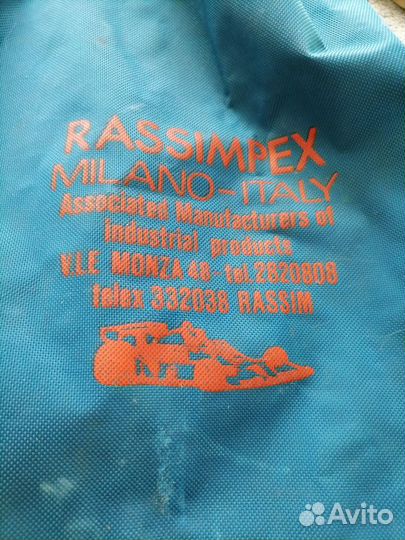 RASSIMPEX
MILANO-ITALY
Associated Manufacturers of
industrial products
V.LE MONZA 48-tel 2620808
telex 332038 RASSIM
Avito